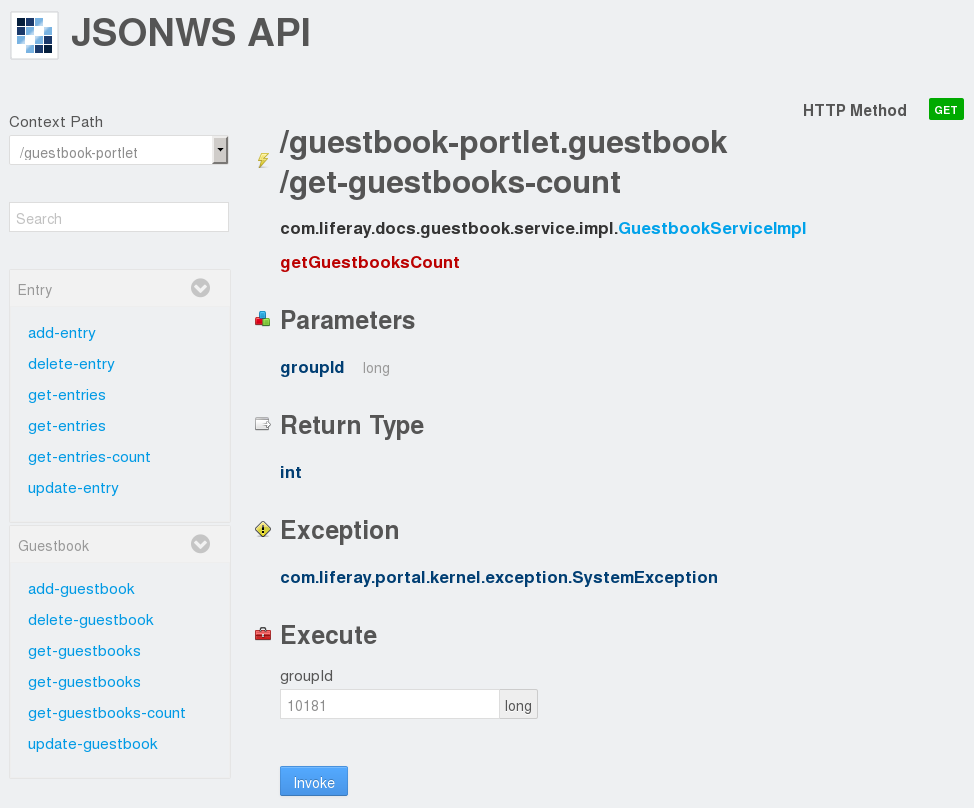 JSONWS API
Context Path
/guestbook-portlet
Search
Entry
add-entry
delete-entry
get-entries
get-entries
get-entries-count
update-entry
Guestbook
add-guestbook
delete-guestbook
get-guestbooks
get-guestbooks
get-guestbooks-count
update-guestbook
HTTP Method GET
/guestbook-portlet.guestbook
/get-guestbooks-count
com.liferay.docs.guestbook.service.impl.GuestbookServiceImpl
getGuestbooksCount
Parameters
groupId long
Return Type
int
Exception
com.liferay.portal.kernel.exception.SystemException
Execute
groupId
10181 long
Invoke